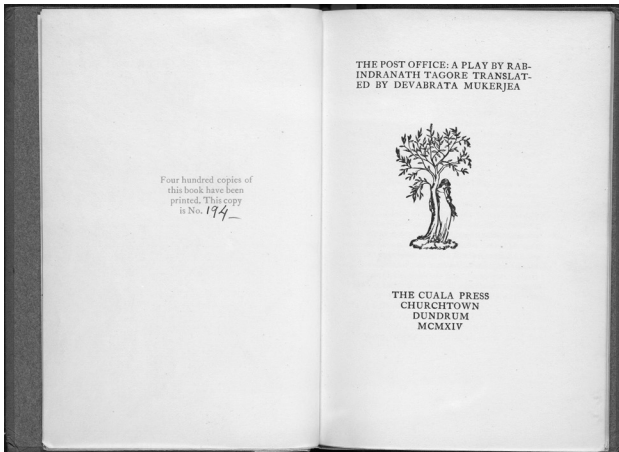 Four hundred copies of
this book have been
printed. This copy
is No. 194_
THE POST OFFICE: A PLAY BY RAB-
INDRANATH TAGORE TRANSLAT-
ED BY DEVABRATA MUKERJEA
THE CUALA PRESS
CHURCHTOWN
DUNDRUM
MCMXIV